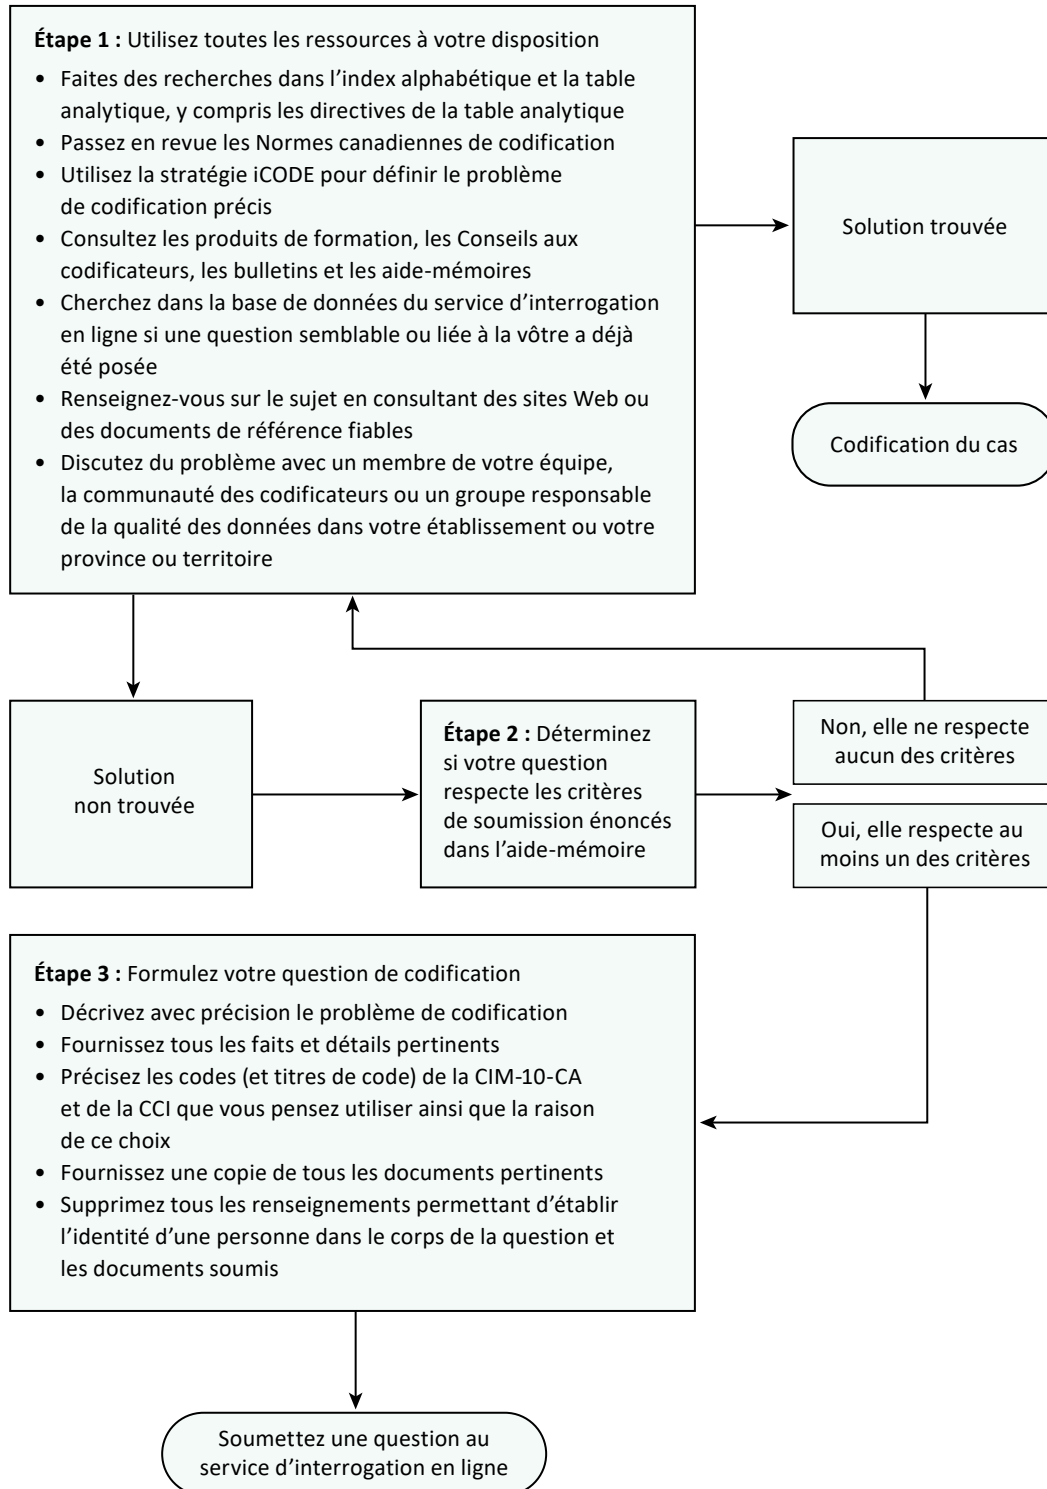 Étape 1 : Utilisez toutes les ressources à votre disposition
• Faites des recherches dans l’index alphabétique et la table
analytique, y compris les directives de la table analytique
• Passez en revue les Normes canadiennes de codification
• Utilisez la stratégie iCODE pour définir le problème
de codification précis
• Consultez les produits de formation, les Conseils aux
codificateurs, les bulletins et les aide-mémoires
• Cherchez dans la base de données du service d’interrogation
en ligne si une question semblable ou liée à la vôtre a déjà
été posée
• Renseignez-vous sur le sujet en consultant des sites Web ou
des documents de référence fiables
• Discutez du problème avec un membre de votre équipe,
la communauté des codificateurs ou un groupe responsable
de la qualité des données dans votre établissement ou votre
province ou territoire
Solution trouvée
Codification du cas
Solution
non trouvée
Étape 2 : Déterminez
si votre question
respecte les critères
de soumission énoncés
dans l’aide-mémoire
Non, elle ne respecte
aucun des critères
Oui, elle respecte au
moins un des critères
Étape 3 : Formulez votre question de codification
• Décrivez avec précision le problème de codification
• Fournissez tous les faits et détails pertinents
• Précisez les codes (et titres de code) de la CIM-10-CA
et de la CCI que vous pensez utiliser ainsi que la raison
de ce choix
• Fournissez une copie de tous les documents pertinents
• Supprimez tous les renseignements permettant d’établir
l’identité d’une personne dans le corps de la question et
les documents soumis
Soumettez une question au
service d’interrogation en ligne